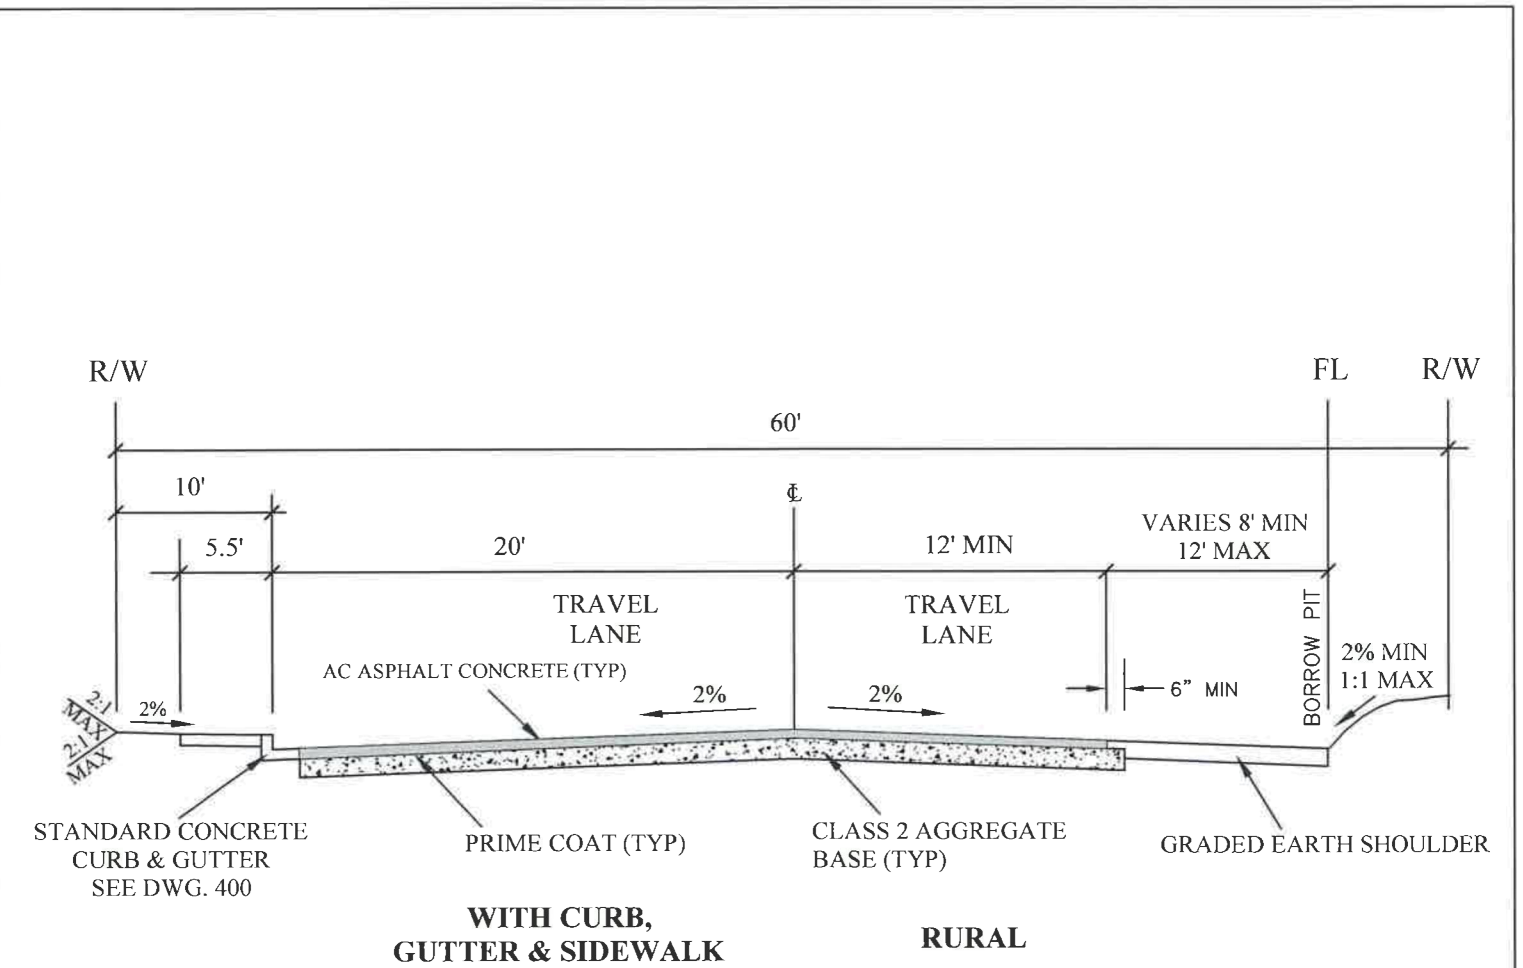 R/W
FL
R/W
60'
10'
℄
VARIES 8' MIN
12' MAX
5.5'
20'
12' MIN
TRAVEL
LANE
TRAVEL
LANE
BORROW PIT
2% MIN
1:1 MAX
AC ASPHALT CONCRETE (TYP)
2%
2%
6" MIN
2:1
MAX
2%
2:1
MAX
STANDARD CONCRETE
CURB & GUTTER
SEE DWG. 400
PRIME COAT (TYP)
CLASS 2 AGGREGATE
BASE (TYP)
GRADED EARTH SHOULDER
WITH CURB,
GUTTER & SIDEWALK
RURAL